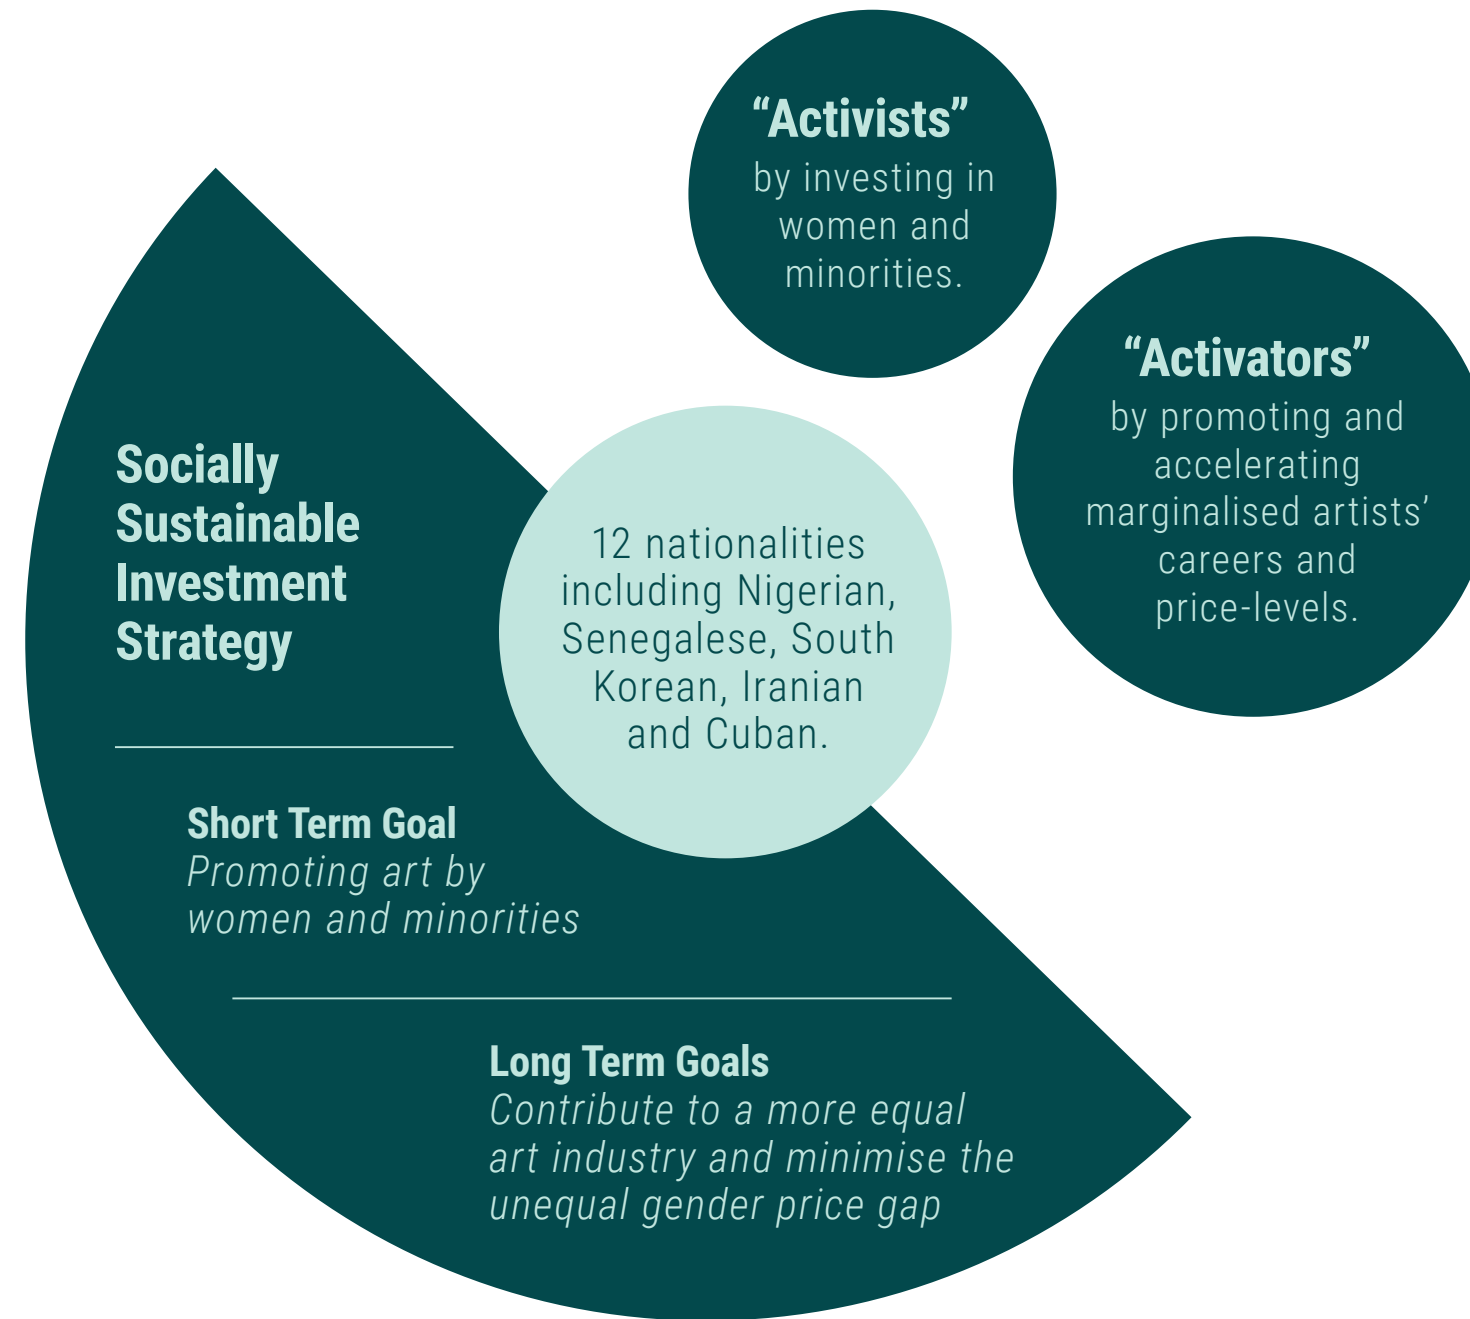 “Activists”
by investing in
women and
minorities.
“Activators”
by promoting and
accelerating
marginalised artists’
careers and
price-levels.
Socially
Sustainable
Investment
Strategy
12 nationalities
including Nigerian,
Senegalese, South
Korean, Iranian
and Cuban.
Short Term Goal
Promoting art by
women and minorities
Long Term Goals
Contribute to a more equal
art industry and minimise the
unequal gender price gap